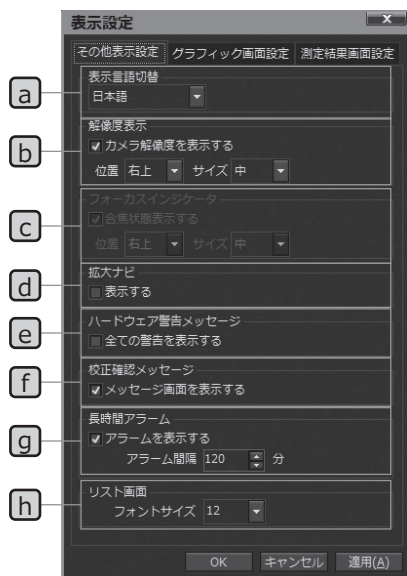 表示設定
x
その他表示設定 グラフィック画面設定 測定結果画面設定
a
表示言語切替
日本語
b
解像度表示
カメラ解像度を表示する
位置 右上 サイズ 中
c
フォーカスインジケータ
合焦状態表示する
位置 右上 サイズ 中
d
拡大ナビ
表示する
e
ハードウェア警告メッセージ
全ての警告を表示する
f
校正確認メッセージ
メッセージ画面を表示する
g
長時間アラーム
アラームを表示する
アラーム間隔 120 分
h
リスト画面
フォントサイズ 12
OK キャンセル 適用(A)